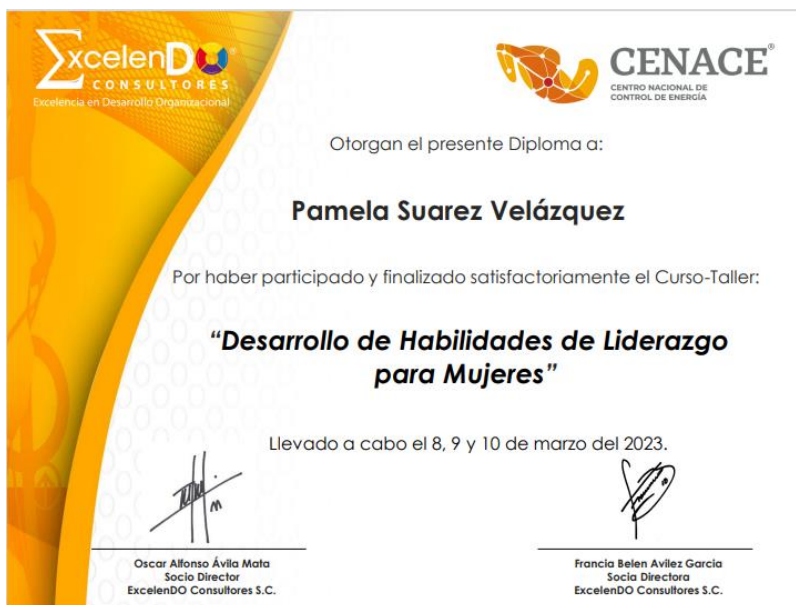 ExcelenDO
CONSULTORES
Excelencia en Desarrollo Organizacional
CENACE®
CENTRO NACIONAL DE
CONTROL DE ENERGÍA
Otorgan el presente Diploma a:
Pamela Suarez Velázquez
Por haber participado y finalizado satisfactoriamente el Curso-Taller:
“Desarrollo de Habilidades de Liderazgo
para Mujeres”
Llevado a cabo el 8, 9 y 10 de marzo del 2023.
Oscar Alfonso Ávila Mata
Socio Director
ExcelenDO Consultores S.C.
Francia Belen Avilez Garcia
Socia Directora
ExcelenDO Consultores S.C.